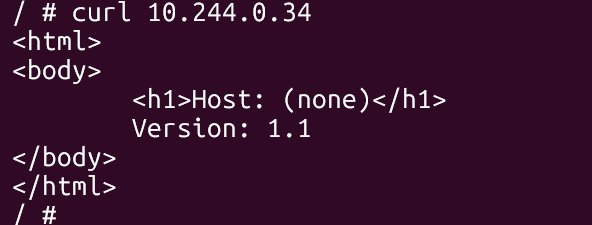 / # curl 10.244.0.34
<html>
<body>
        <h1>Host: (none)</h1>
        Version: 1.1
</body>
</html>
/ #